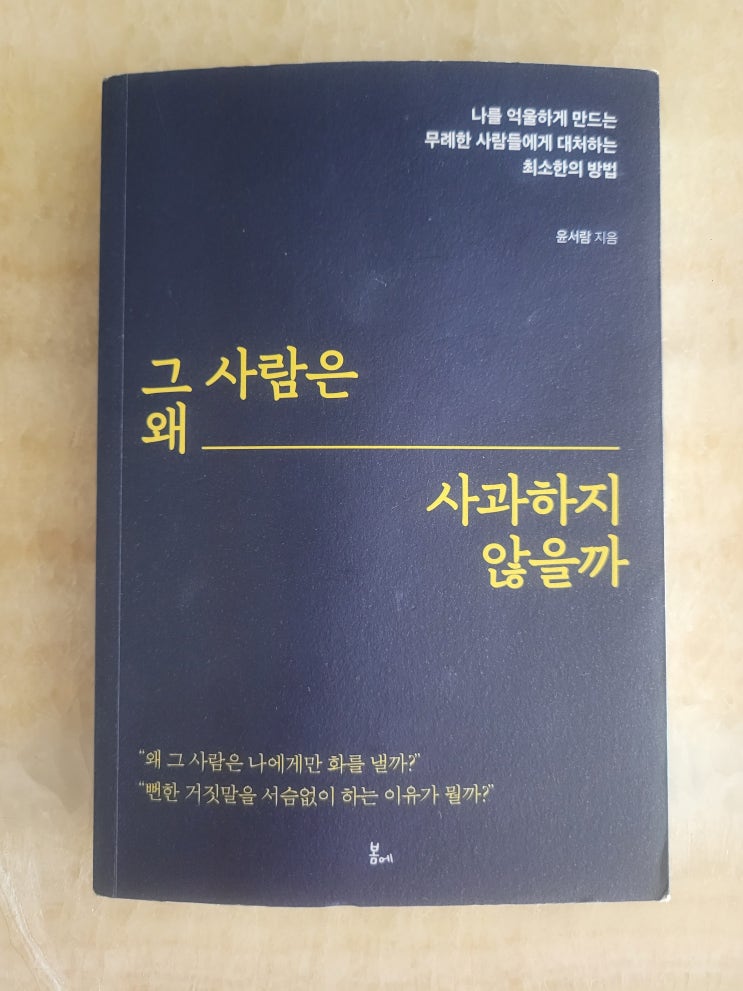 나를 억울하게 만드는
무례한 사람들에게 대처하는
최소한의 방법
윤서람 지음
그 사람은
왜
사과하지
않을까
“왜 그 사람은 나에게만 화를 낼까?”
“뻔한 거짓말을 서슴없이 하는 이유가 뭘까?”
봄에